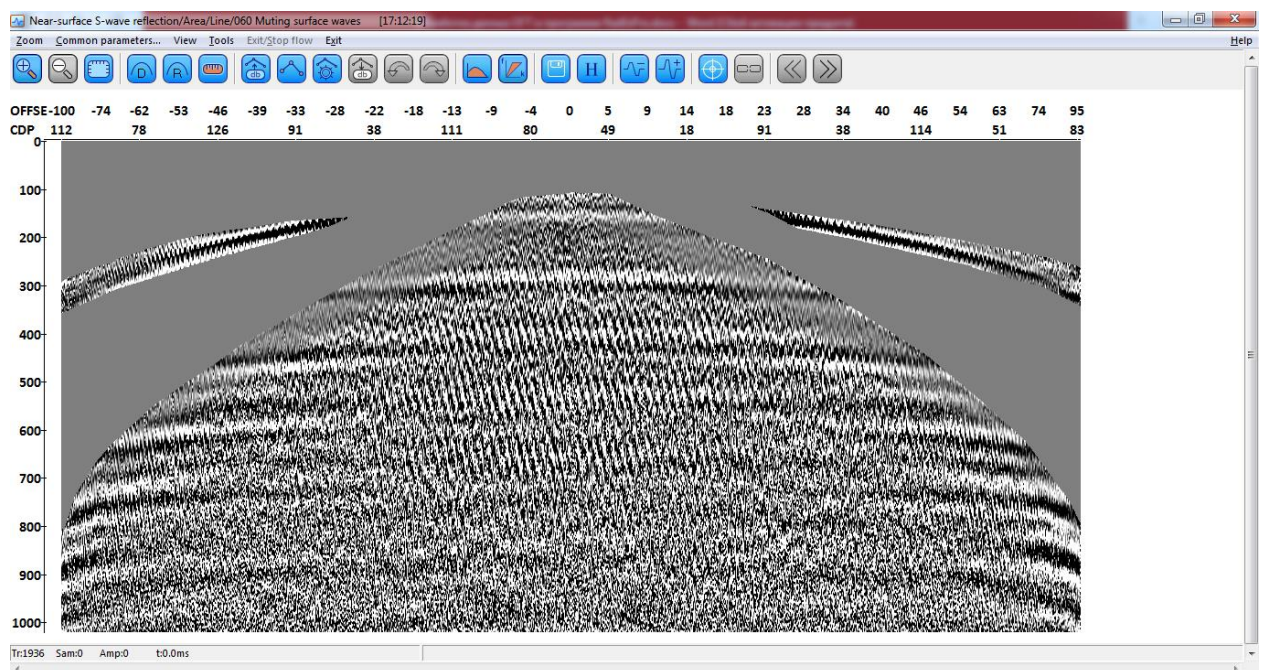 Near-surface S-wave reflection/Area/Line/060 Muting surface waves [17:12:19]
Zoom Common parameters... View Tools Exit/Stop flow Exit Help
D R db db H
OFFSE -100 -74 -62 -53 -46 -39 -33 -28 -22 -18 -13 -9 -4 0 5 9 14 18 23 28 34 40 46 54 63 74 95
CDP 112 78 126 91 38 111 80 49 18 91 38 114 51 83
0
100
200
300
400
500
600
700
800
900
1000
Tr:1936 Sam:0 Amp:0 t:0.0ms